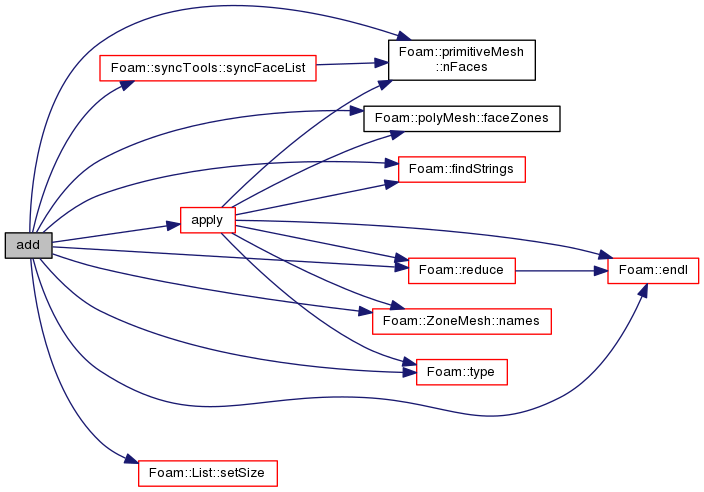 Foam::primitiveMesh
::nFaces
Foam::syncTools::syncFaceList
Foam::polyMesh::faceZones
Foam::findStrings
apply
add
Foam::reduce
Foam::endl
Foam::ZoneMesh::names
Foam::type
Foam::List::setSize